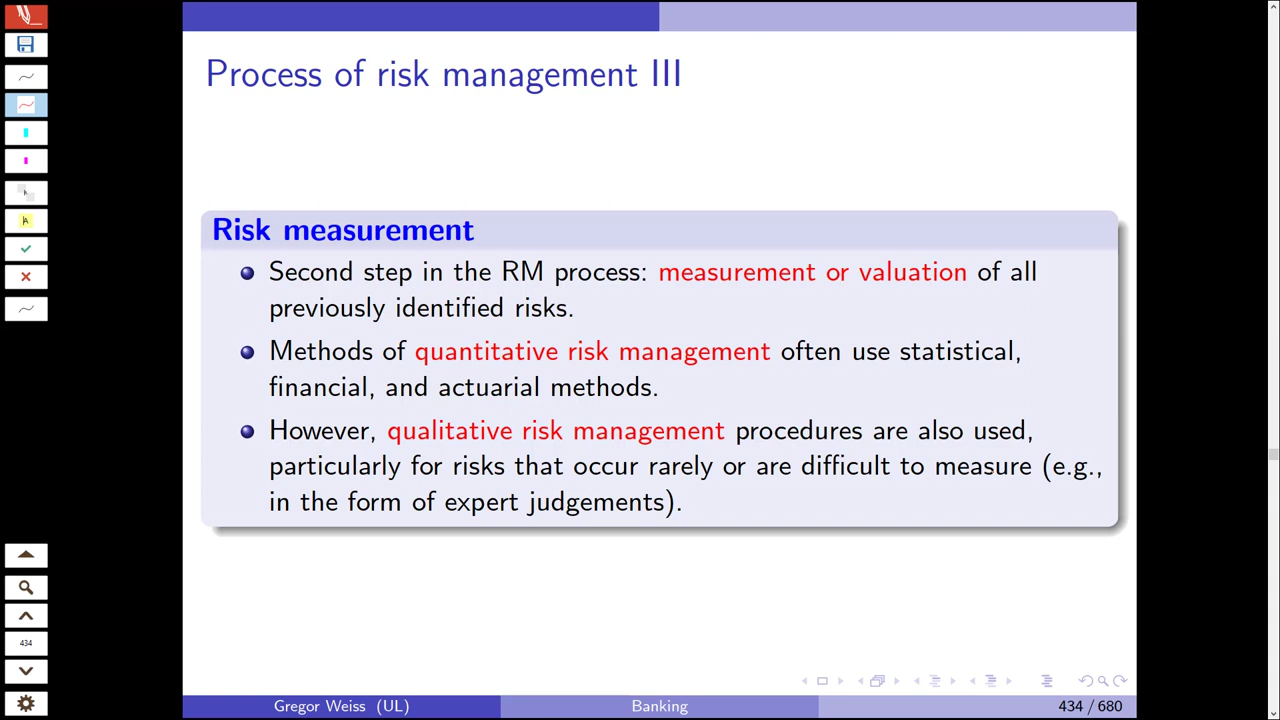 Process of risk management III
Risk measurement
Second step in the RM process: measurement or valuation of all
previously identified risks.
Methods of quantitative risk management often use statistical,
financial, and actuarial methods.
However, qualitative risk management procedures are also used,
particularly for risks that occur rarely or are difficult to measure (e.g.,
in the form of expert judgements).
A
434
Gregor Weiss (UL)
Banking
434 / 680